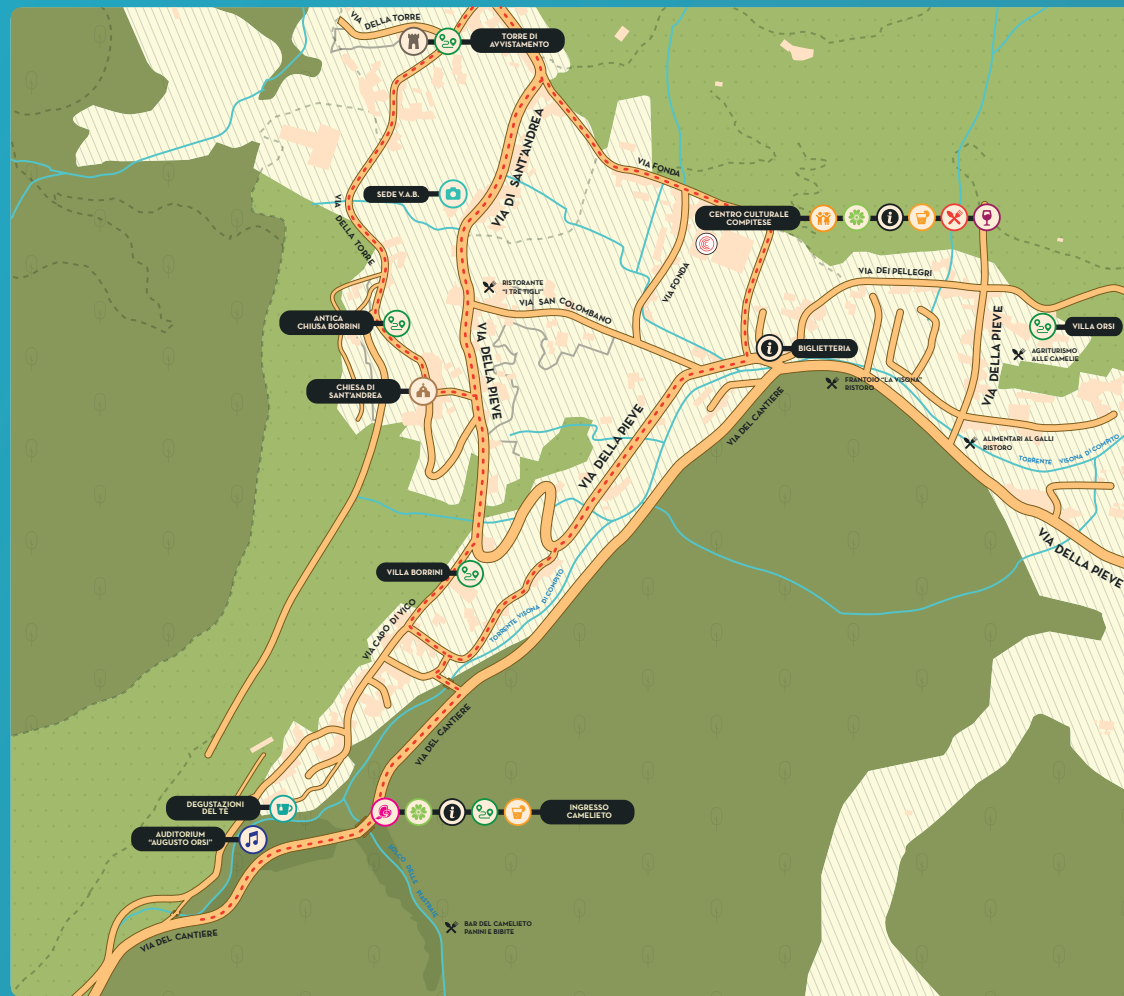 VIA DELLA TORRE
TORRE DI
AVVISTAMENTO
VIA DI SANT'ANDREA
VIA FONDA
SEDE V.A.B.
VIA DELLA TORRE
CENTRO CULTURALE
COMPITESE
i
VIA FONDA
VIA DEI PELLEGRI
RISTORANTE
"I TRE TIGLI"
VIA SAN COLOMBANO
ANTICA
CHIUSA BORRINI
VIA DELLA PIEVE
VIA DELLA PIEVE
VILLA ORSI
i
BIGLIETTERIA
AGRITURISMO
ALLE CAMELIE
CHIESA DI
SANT'ANDREA
FRANTOIO "LA VISONA"
RISTORO
VIA DEL CANTIERE
VIA DELLA PIEVE
ALIMENTARI AL GALLI
RISTORO
TORRENTE VISONA DI COMPITO
VIA DELLA PIEVE
VILLA BORRINI
TORRENTE VISONA DI COMPITO
VIA CAPO DI VICO
VIA DEL CANTIERE
DEGUSTAZIONI
DEL TÈ
i
INGRESSO
CAMELIETO
AUDITORIUM
"AUGUSTO ORSI"
BAR DEL CAMELIETO
PANINI E BIBITE
VIA DEL CANTIERE